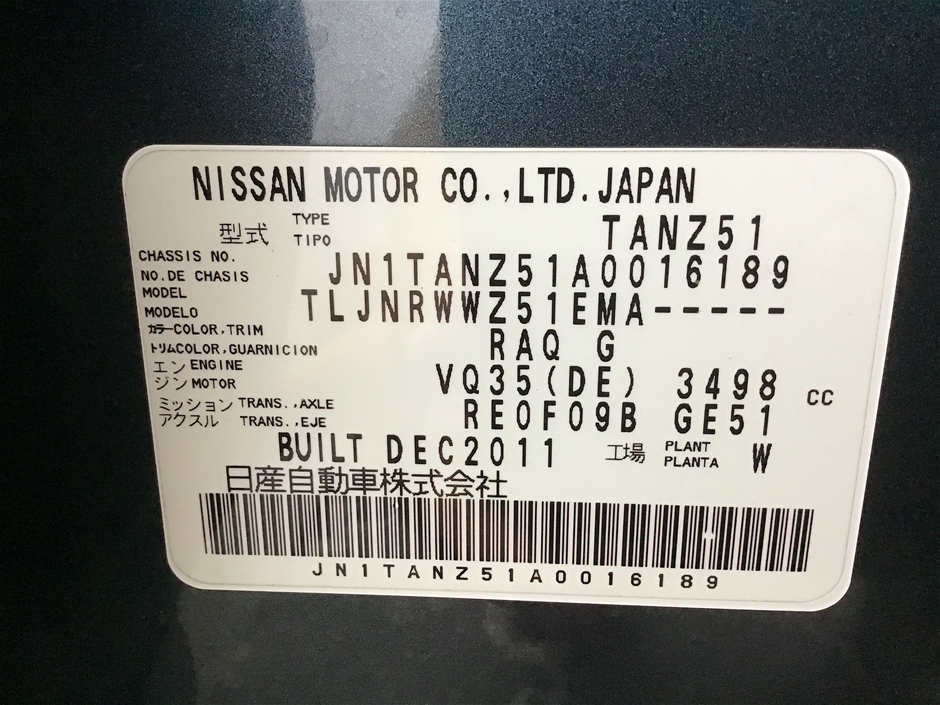 NISSAN MOTOR CO.,LTD.JAPAN
型式 TYPE TIPO TANZ51
CHASSIS NO. NO.DE CHASIS JN1TANZ51A0016189
MODEL MODELO TLJNRWWZ51EMA-----
カラー COLOR,TRIM トリム COLOR,GUARNICION RAQ G
エンジン ENGINE MOTOR VQ35(DE) 3498 CC
ミッション アクスル TRANS.,AXLE TRANS.,EJE RE0F09B GE51
BUILT DEC2011 工場 PLANT PLANTA W
日産自動車株式会社
JN1TANZ51A0016189